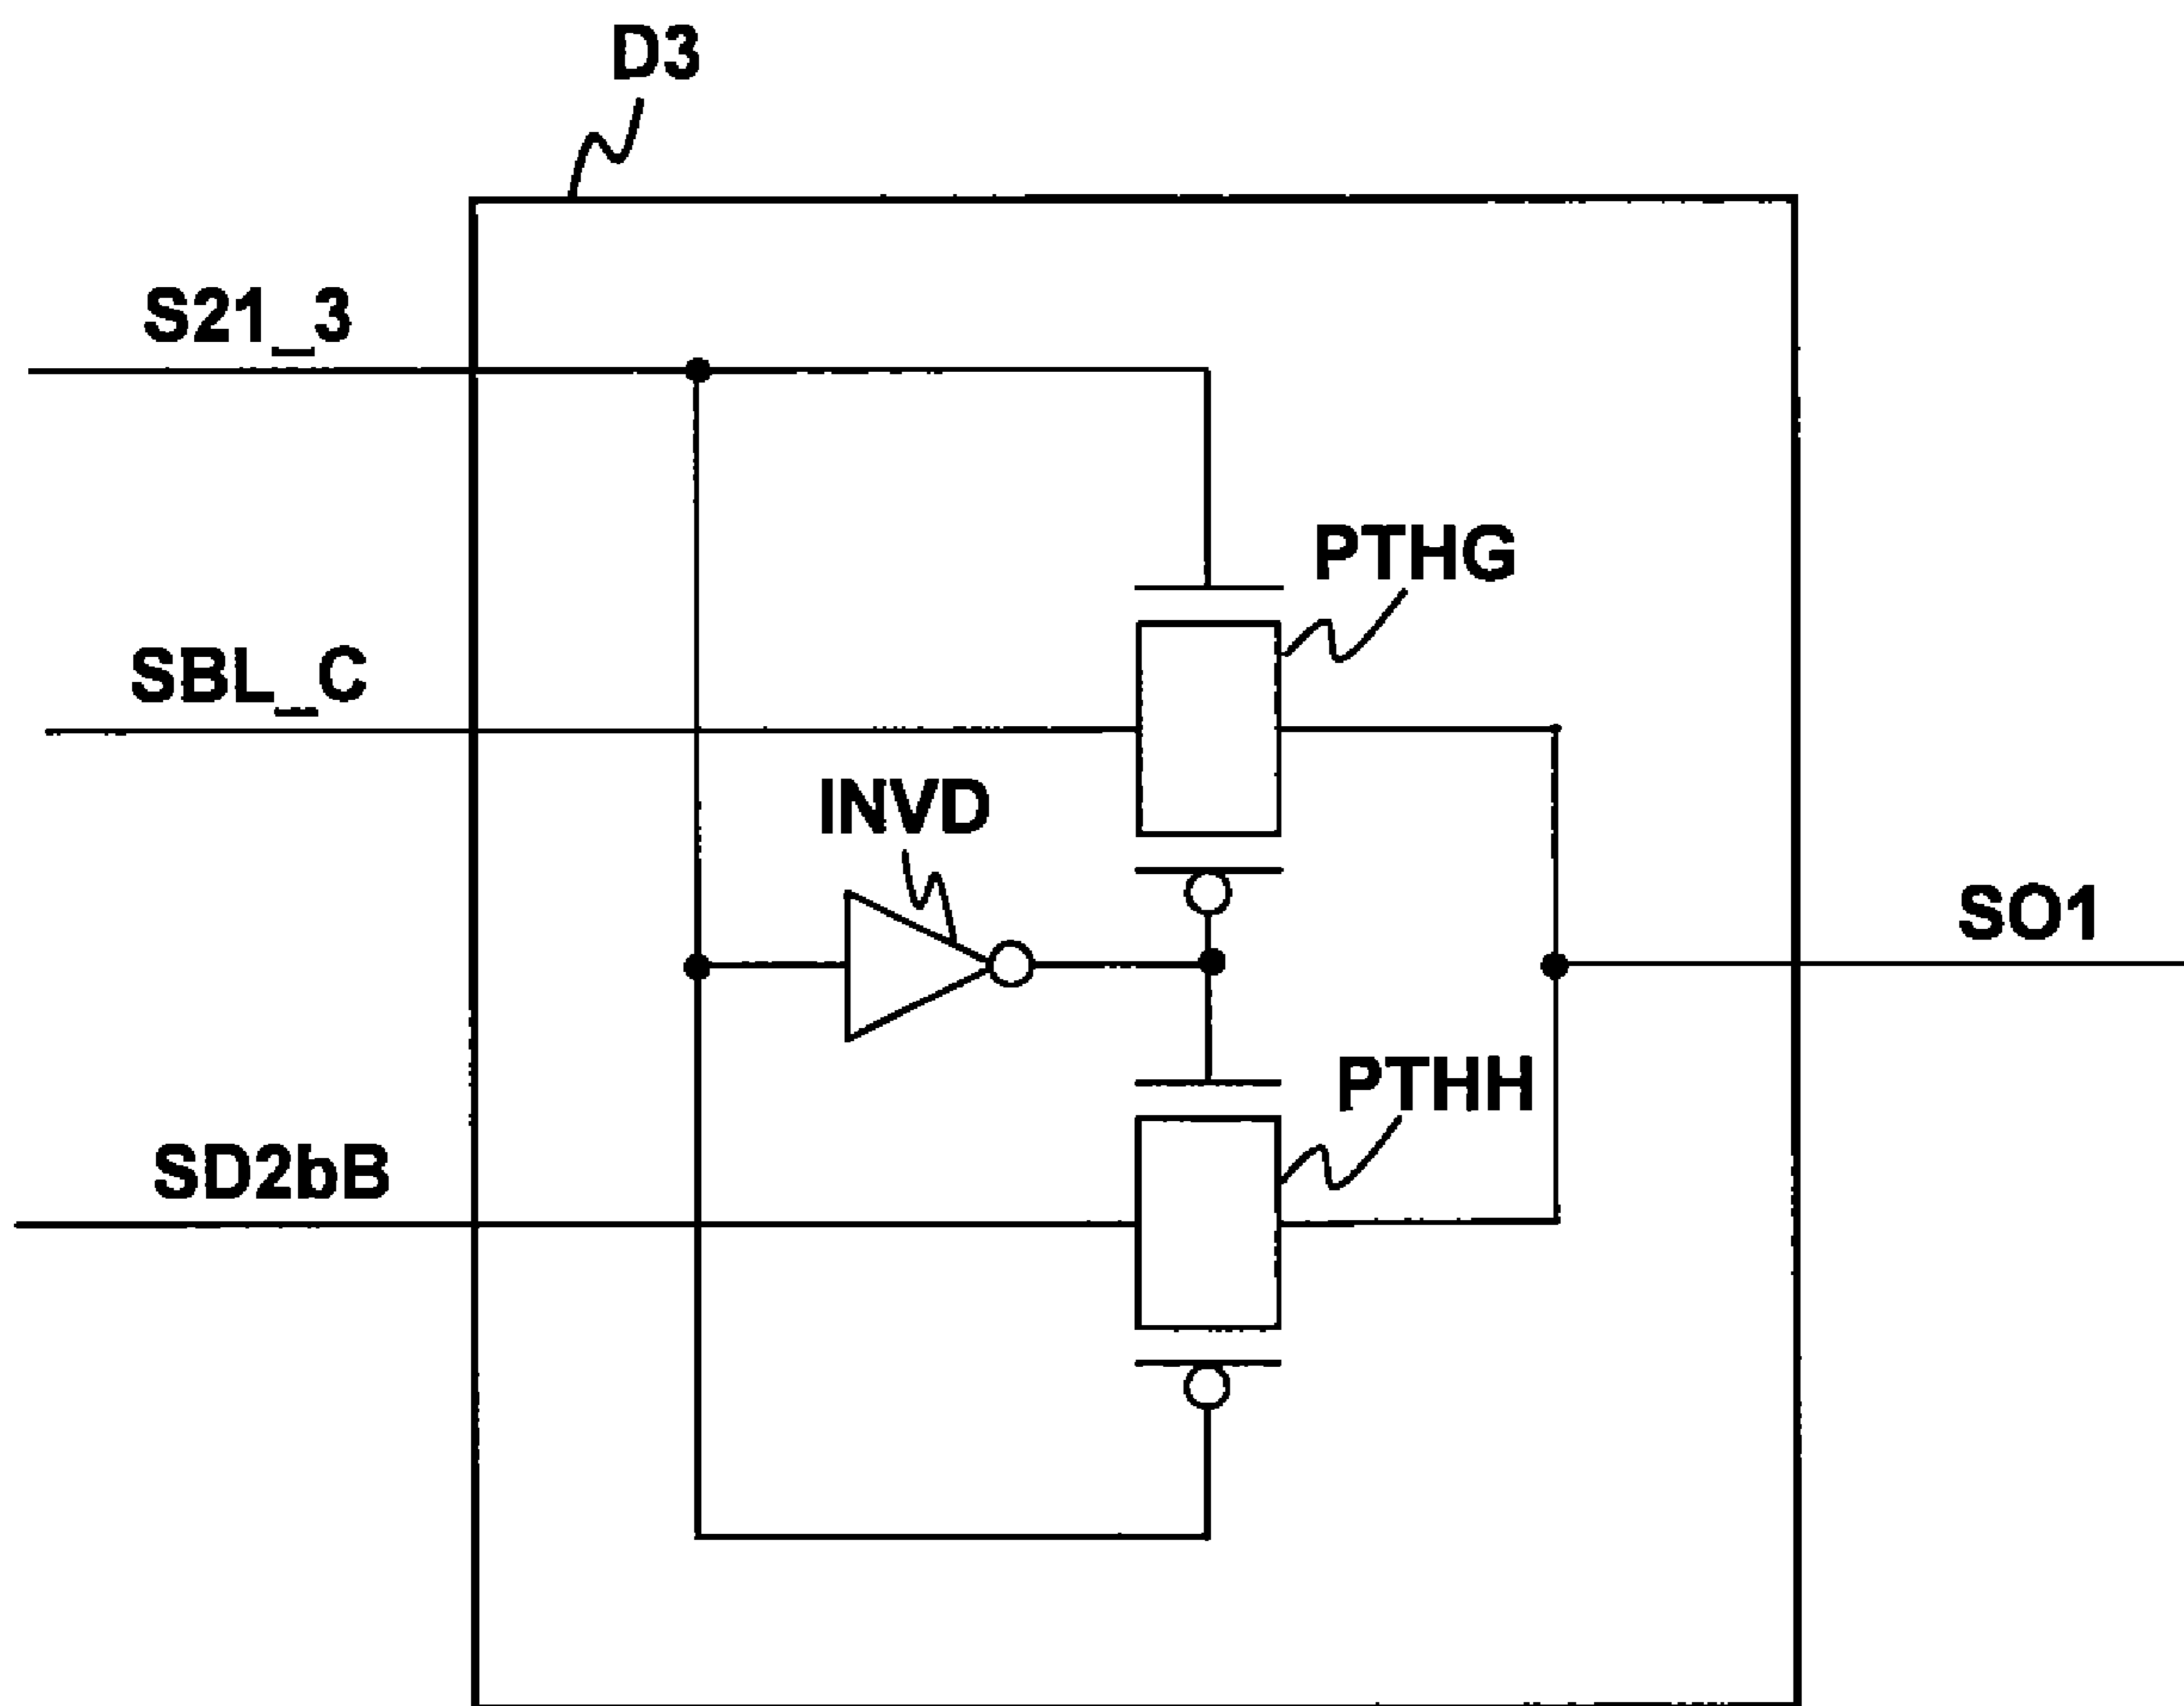 D3
S21_3
PTHG
SBL_C
INVD
SO1
PTHH
SD2bB